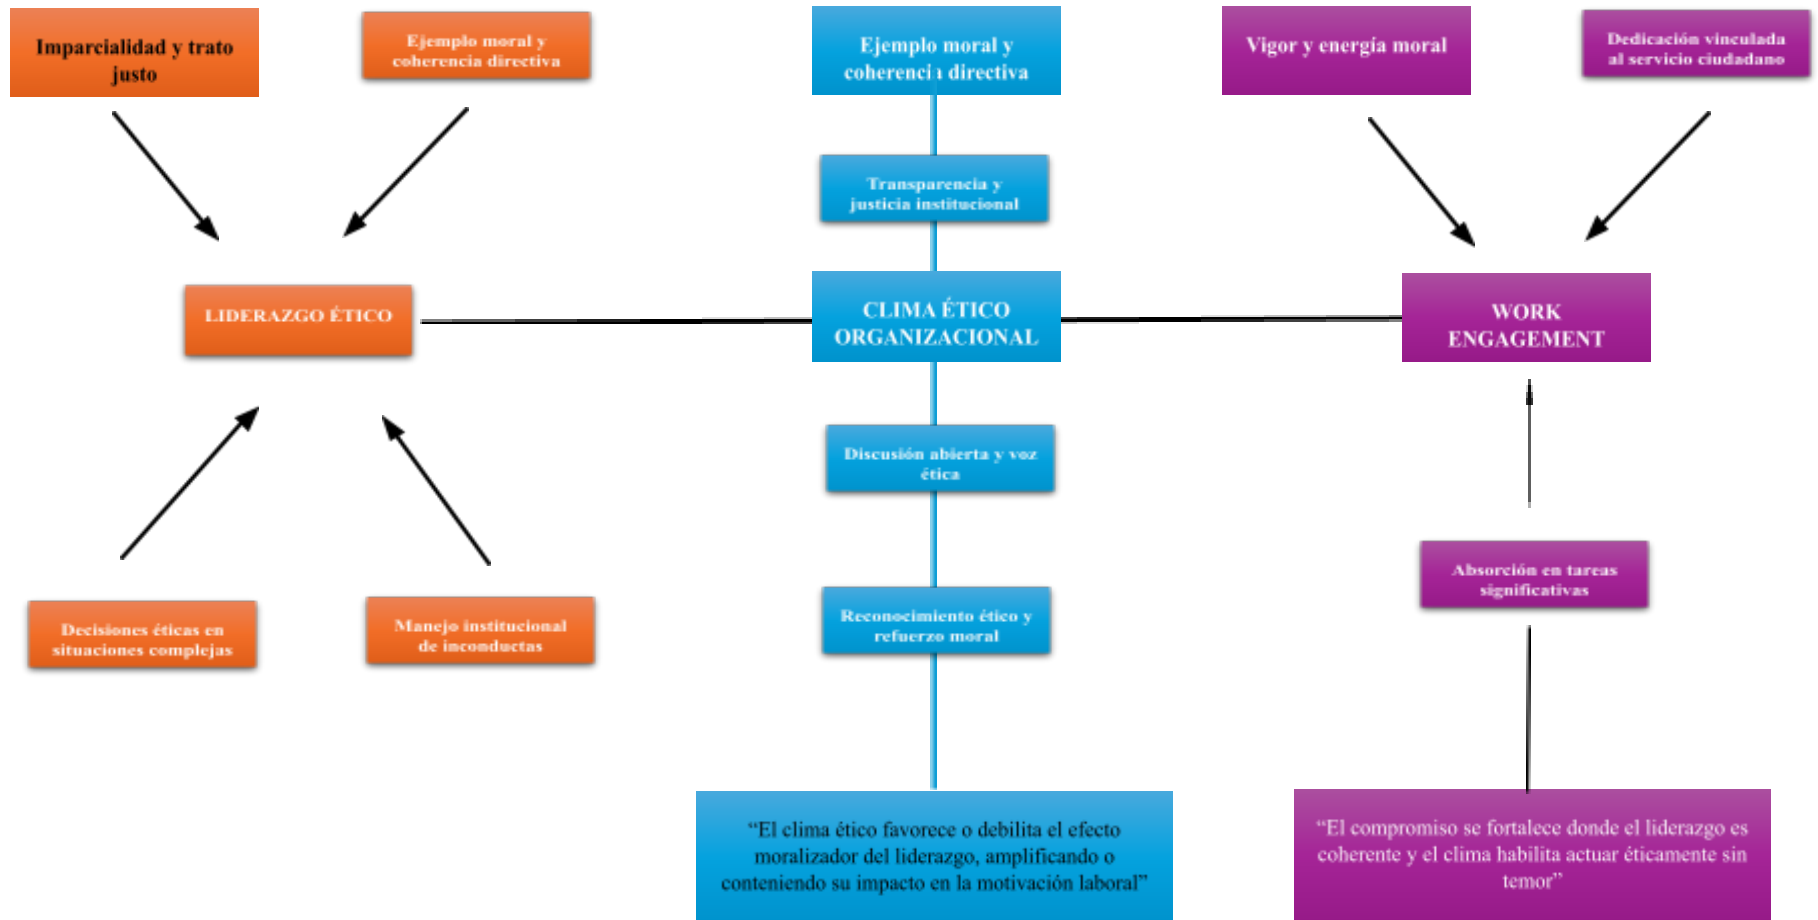 Imparcialidad y trato
justo
Ejemplo moral y
coherencia directiva
Ejemplo moral y
coherencia directiva
Vigor y energía moral
Dedicación vinculada
al servicio ciudadano
Transparencia y
justicia institucional
LIDERAZGO ÉTICO
CLIMA ÉTICO
ORGANIZACIONAL
WORK
ENGAGEMENT
Discusión abierta y voz
ética
Absorción en tareas
significativas
Decisiones éticas en
situaciones complejas
Manejo institucional
de inconductas
Reconocimiento ético y
refuerzo moral
“El clima ético favorece o debilita el efecto
moralizador del liderazgo, amplificando o
conteniendo su impacto en la motivación laboral”
“El compromiso se fortalece donde el liderazgo es
coherente y el clima habilita actuar éticamente sin
temor”